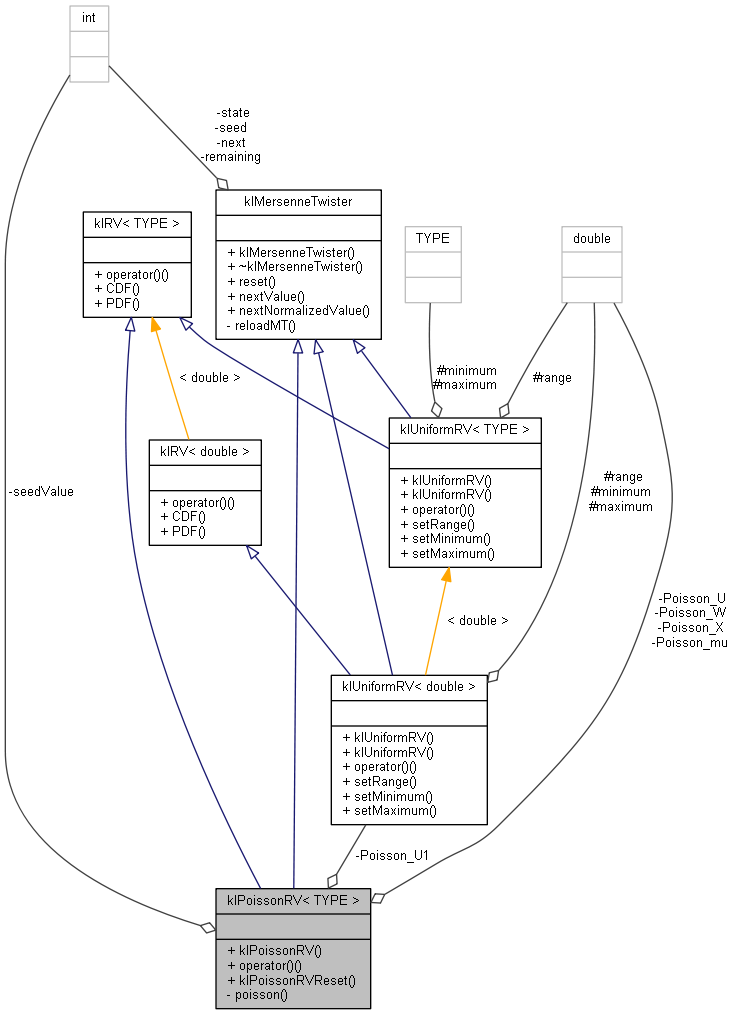 int
-state
-seed
-next
-remaining
klMersenneTwister
+ klMersenneTwister()
+ ~klMersenneTwister()
+ reset()
+ nextValue()
+ nextNormalizedValue()
- reloadMT()
klRV< TYPE >
+ operator()()
+ CDF()
+ PDF()
TYPE
double
< double >
#minimum
#maximum
#range
klUniformRV< TYPE >
+ klUniformRV()
+ klUniformRV()
+ operator()()
+ setRange()
+ setMinimum()
+ setMaximum()
klRV< double >
+ operator()()
+ CDF()
+ PDF()
-seedValue
#range
#minimum
#maximum
-Poisson_U
-Poisson_W
-Poisson_X
-Poisson_mu
< double >
klUniformRV< double >
+ klUniformRV()
+ klUniformRV()
+ operator()()
+ setRange()
+ setMinimum()
+ setMaximum()
-Poisson_U1
klPoissonRV< TYPE >
+ klPoissonRV()
+ operator()()
+ klPoissonRVReset()
- poisson()